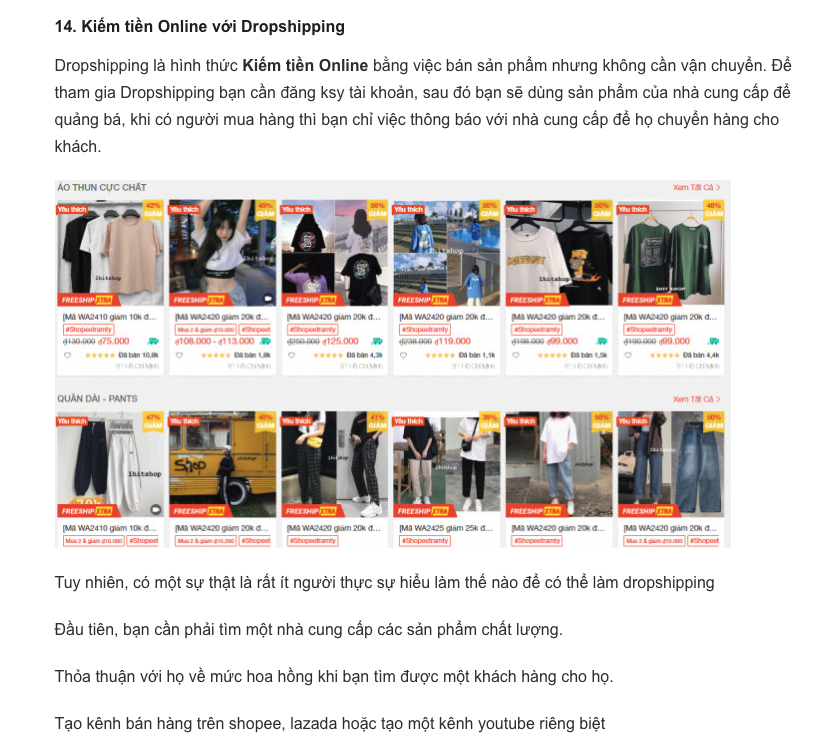 14. Kiếm tiền Online với Dropshipping
Dropshipping là hình thức Kiếm tiền Online bằng việc bán sản phẩm nhưng không cần vận chuyển. Để
tham gia Dropshipping bạn cần đăng ksy tài khoản, sau đó bạn sẽ dùng sản phẩm của nhà cung cấp để
quảng bá, khi có người mua hàng thì bạn chỉ việc thông báo với nhà cung cấp để họ chuyển hàng cho
khách.
ÁO THUN CỰC CHẤT Xem Tất Cả >
Yêu thích 42% GIẢM Yêu thích 49% GIẢM Yêu thích 50% GIẢM Yêu thích 50% GIẢM Yêu thích 50% GIẢM Yêu thích 48% GIẢM
1hitshop
FREESHIP XTRA FREESHIP XTRA FREESHIP XTRA FREESHIP XTRA FREESHIP XTRA FREESHIP XTRA
[Mã WA2410 giảm 10k đ... [Mã WA2420 giảm 20k đ... [Mã WA2420 giảm 20k đ... [Mã WA2420 giảm 20k đ... [Mã WA2420 giảm 20k đ... [Mã WA2420 giảm 20k đ...
#Shopeetramty Mua 2 & giảm ₫10.000 #Shopeet #Shopeetramty #Shopeetramty #Shopeetramty #Shopeetramty
₫130.000 ₫75.000 ₫108.000 - ₫113.000 ₫250.000 ₫125.000 ₫238.000 ₫119.000 ₫198.000 ₫99.000 ₫190.000 ₫99.000
Đã bán 10,8k Đã bán 1,8k Đã bán 4,3k Đã bán 1,1k Đã bán 1,5k Đã bán 4,4k
QUẦN DÀI - PANTS Xem Tất Cả >
Yêu thích 47% GIẢM Yêu thích 40% GIẢM Yêu thích 41% GIẢM Yêu thích 39% GIẢM Yêu thích 50% GIẢM Yêu thích 50% GIẢM
1hitshop
FREESHIP XTRA FREESHIP XTRA FREESHIP XTRA FREESHIP XTRA FREESHIP XTRA FREESHIP XTRA
[Mã WA2410 giảm 10k đ... [Mã WA2420 giảm 20k đ... [Mã WA2420 giảm 20k đ... [Mã WA2425 giảm 25k đ... [Mã WA2420 giảm 20k đ... [Mã WA2420 giảm 20k đ...
Mua 2 & giảm ₫10.000 #Shopeet #Shopeet #Shopeetramty #Shopeetramty #Shopeetramty Mua 2 & giảm ₫10.000 #Shopeet
Tuy nhiên, có một sự thật là rất ít người thực sự hiểu làm thế nào để có thể làm dropshipping
Đầu tiên, bạn cần phải tìm một nhà cung cấp các sản phẩm chất lượng.
Thỏa thuận với họ về mức hoa hồng khi bạn tìm được một khách hàng cho họ.
Tạo kênh bán hàng trên shopee, lazada hoặc tạo một kênh youtube riêng biệt